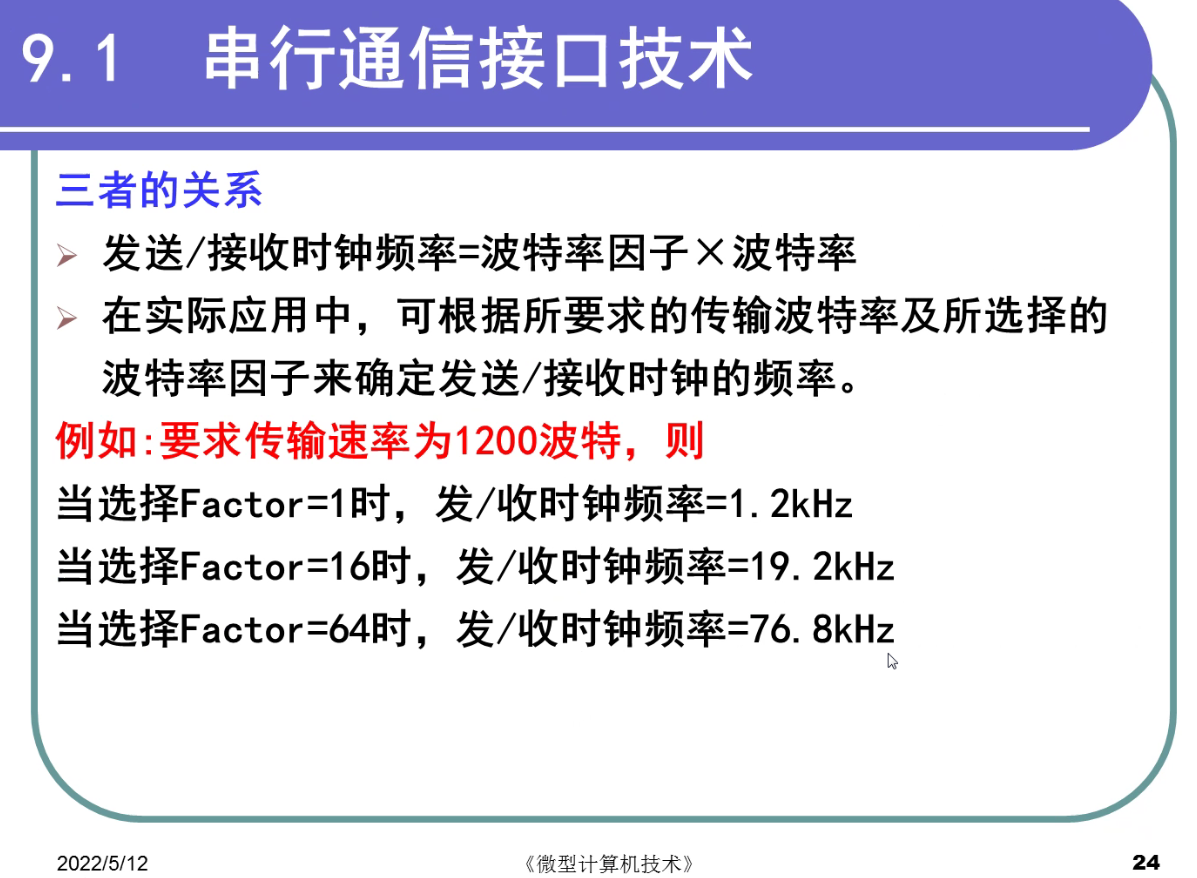 9.1 串行通信接口技术
三者的关系
➢ 发送/接收时钟频率=波特率因子×波特率
➢ 在实际应用中，可根据所要求的传输波特率及所选择的
波特率因子来确定发送/接收时钟的频率。
例如:要求传输速率为1200波特，则
当选择Factor=1时，发/收时钟频率=1.2kHz
当选择Factor=16时，发/收时钟频率=19.2kHz
当选择Factor=64时，发/收时钟频率=76.8kHz
2022/5/12
《微型计算机技术》
24